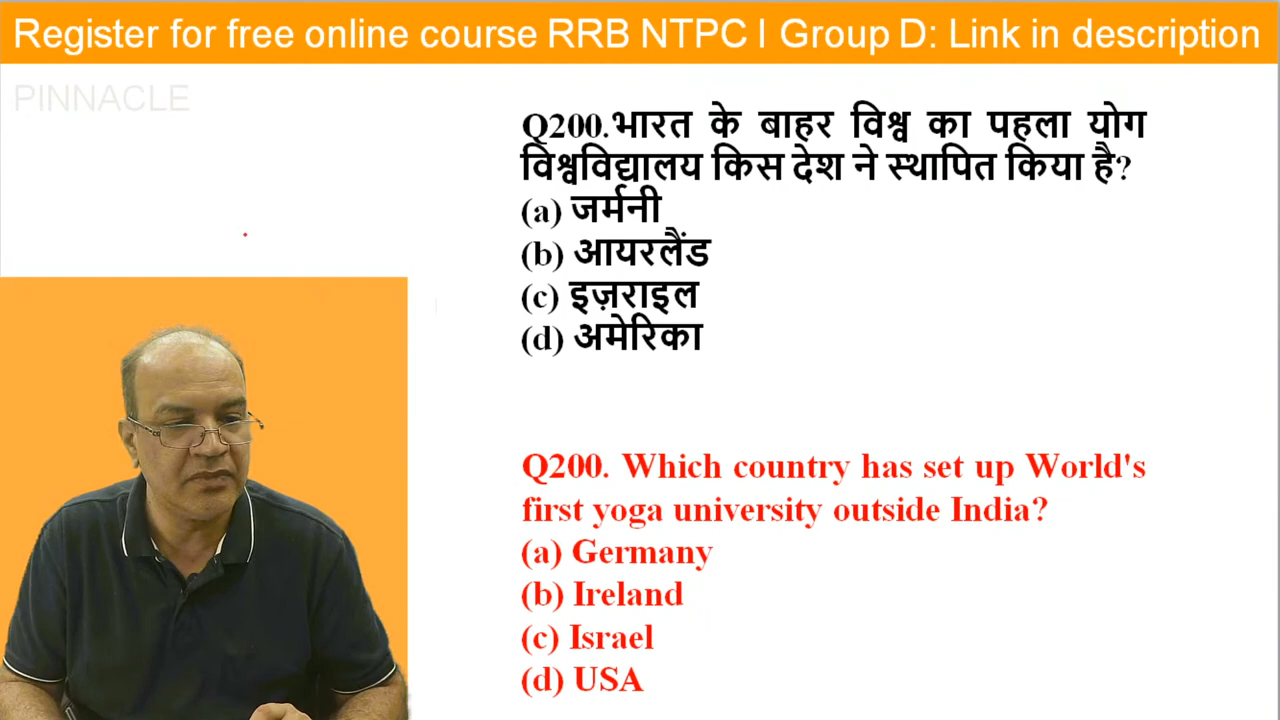 Register for free online course RRB NTPC l Group D: Link in description
PINNACLE
Q200.भारत के बाहर विश्व का पहला योग
विश्वविद्यालय किस देश ने स्थापित किया है?
(a) जर्मनी
(b) आयरलैंड
(c) इज़राइल
(d) अमेरिका
Q200. Which country has set up World's
first yoga university outside India?
(a) Germany
(b) Ireland
(c) Israel
(d) USA